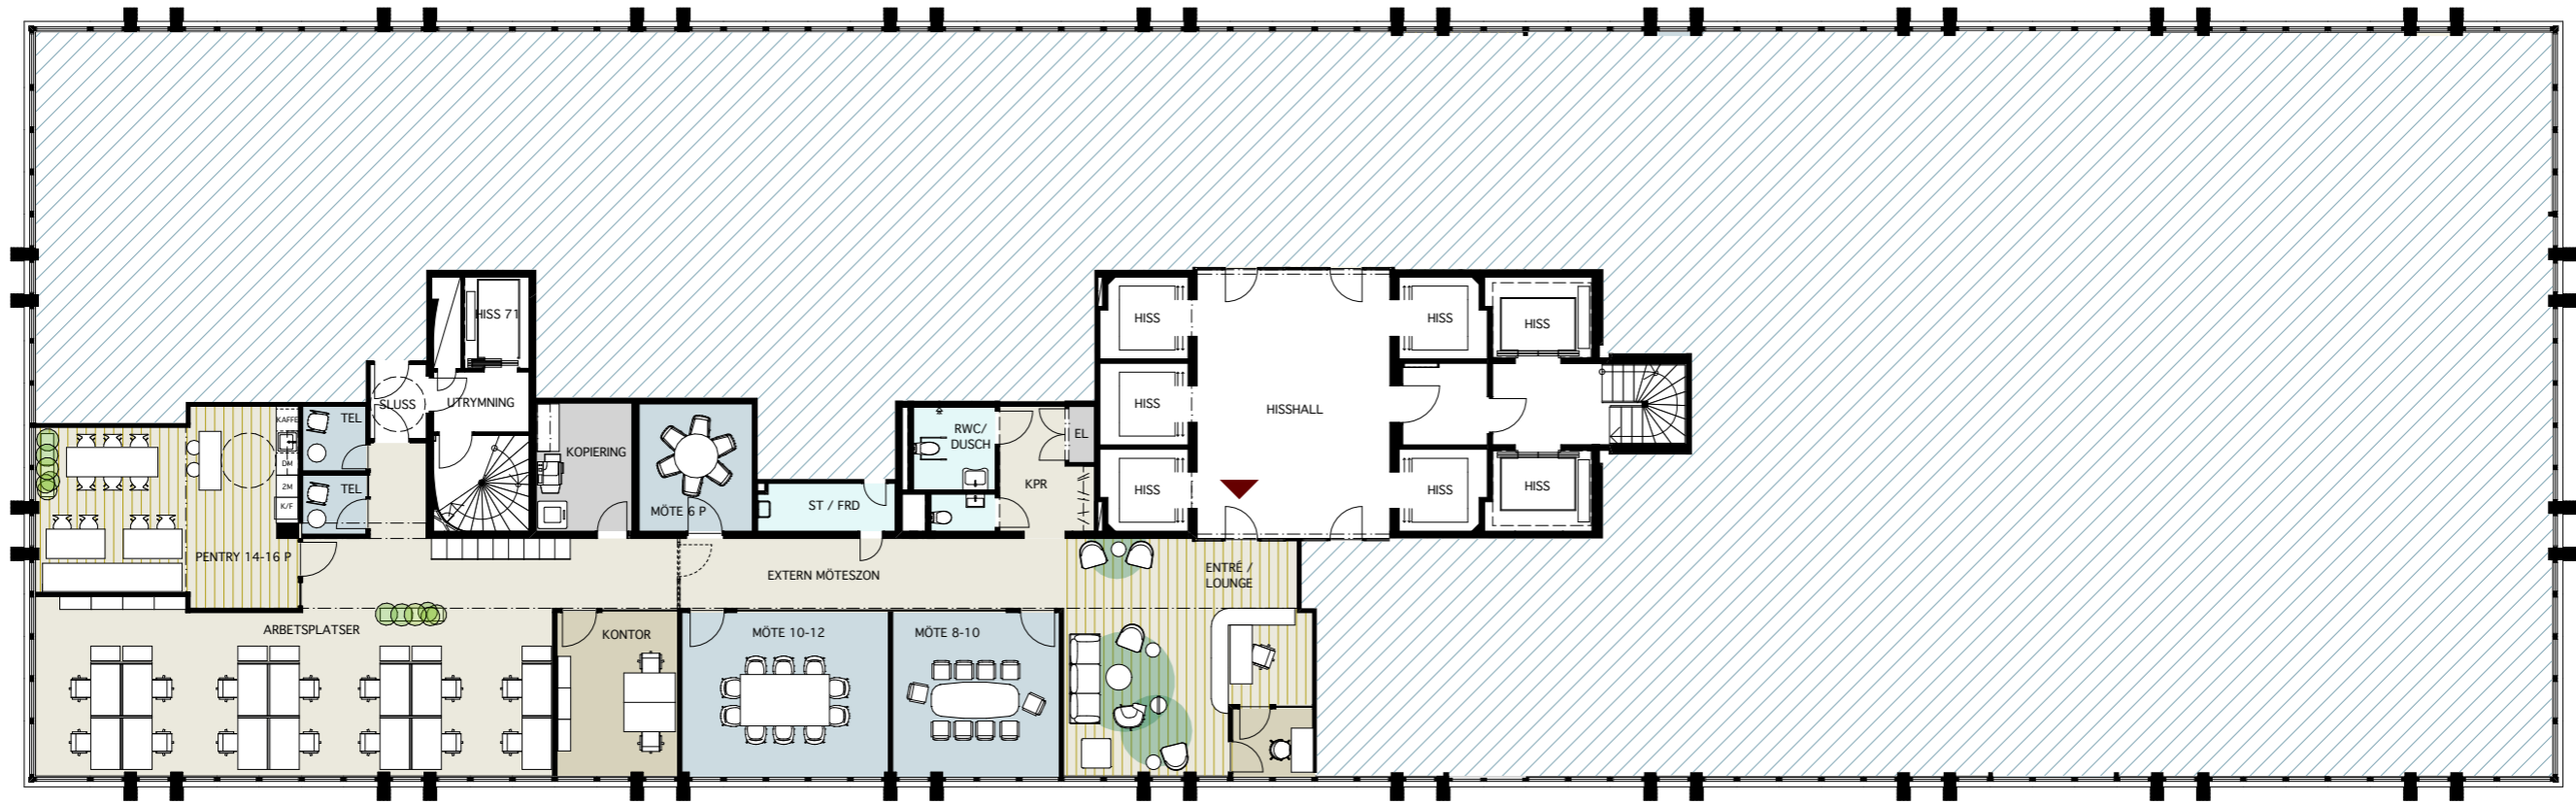 HISS 71
HISS
HISS
HISS
SLUSS
UTRYMNING
HISS
HISSHALL
TEL
KAFFE
DM
2M
K/F
TEL
KOPIERING
MÖTE 6 P
ST / FRD
RWC/
DUSCH
EL
KPR
HISS
HISS
HISS
PENTRY 14-16 P
EXTERN MÖTESZON
ENTRÉ /
LOUNGE
ARBETSPLATSER
KONTOR
MÖTE 10-12
MÖTE 8-10